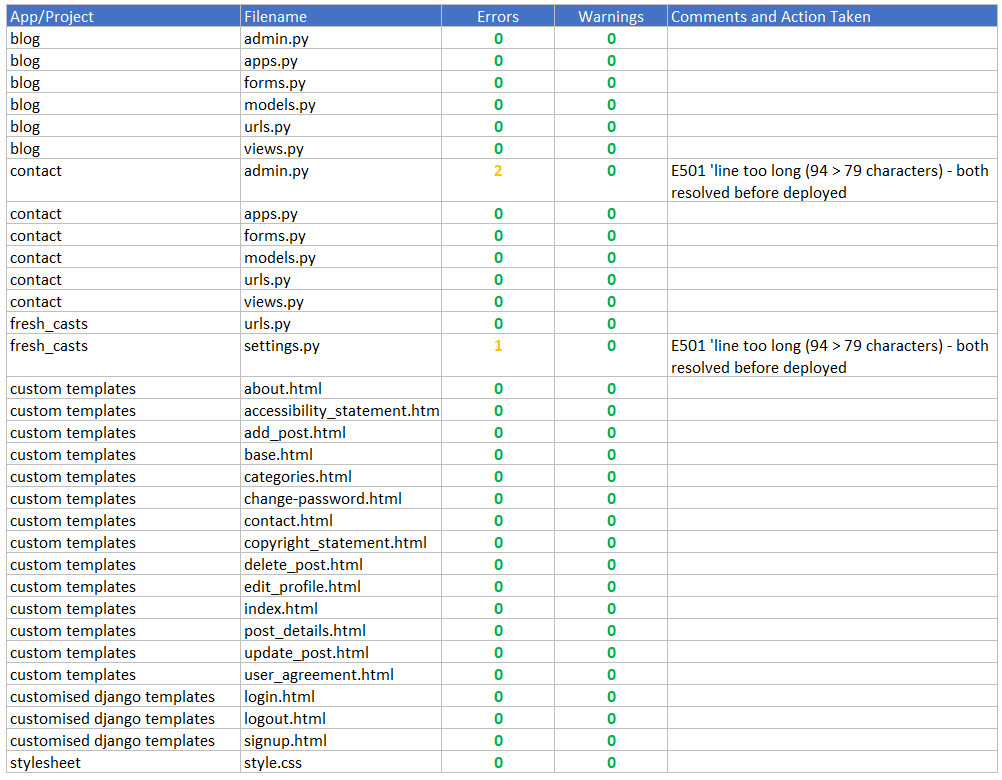 App/Project Filename Errors Warnings Comments and Action Taken
blog admin.py 0 0
blog apps.py 0 0
blog forms.py 0 0
blog models.py 0 0
blog urls.py 0 0
blog views.py 0 0
contact admin.py 2 0 E501 'line too long (94 > 79 characters) - both
resolved before deployed
contact apps.py 0 0
contact forms.py 0 0
contact models.py 0 0
contact urls.py 0 0
contact views.py 0 0
fresh_casts urls.py 0 0
fresh_casts settings.py 1 0 E501 'line too long (94 > 79 characters) - both
resolved before deployed
custom templates about.html 0 0
custom templates accessibility_statement.htm 0 0
custom templates add_post.html 0 0
custom templates base.html 0 0
custom templates categories.html 0 0
custom templates change-password.html 0 0
custom templates contact.html 0 0
custom templates copyright_statement.html 0 0
custom templates delete_post.html 0 0
custom templates edit_profile.html 0 0
custom templates index.html 0 0
custom templates post_details.html 0 0
custom templates update_post.html 0 0
custom templates user_agreement.html 0 0
customised django templates login.html 0 0
customised django templates logout.html 0 0
customised django templates signup.html 0 0
stylesheet style.css 0 0